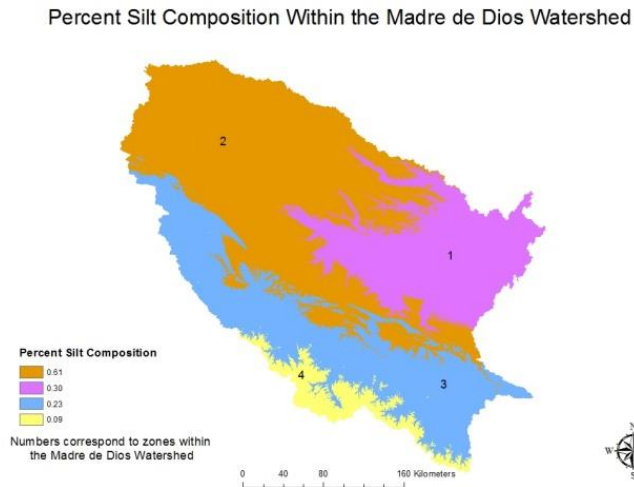 Percent Silt Composition Within the Madre de Dios Watershed
2
1
Percent Silt Composition
0.61
0.30
0.23
0.09
4
3
Numbers correspond to zones within
the Madre de Dios Watershed
0 40 80 160 Kilometers
N
W
S